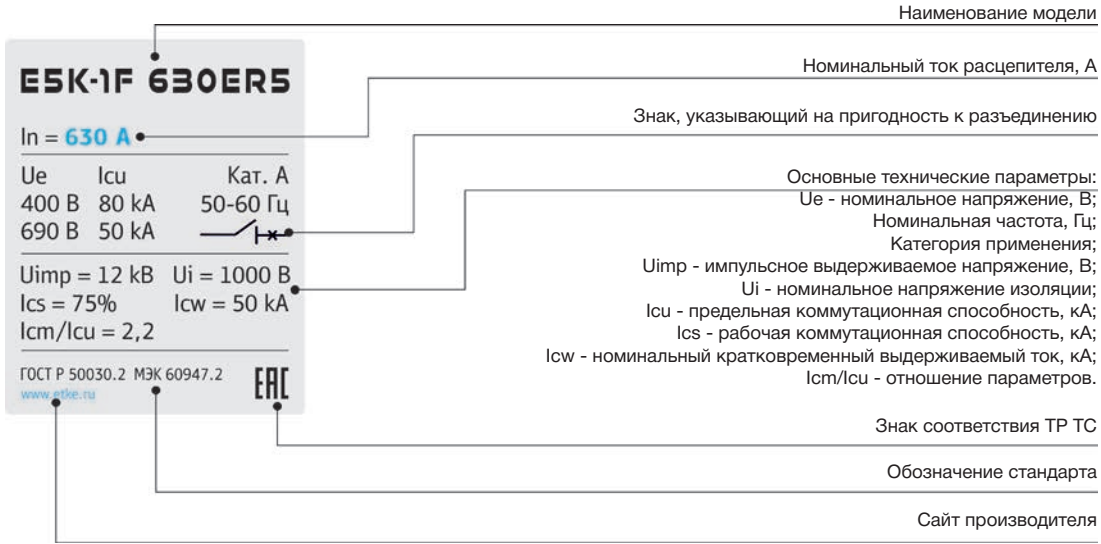 Наименование модели
E5K-1F 630ER5
Номинальный ток расцепителя, А
In = 630 A
Знак, указывающий на пригодность к разъединению
Ue Icu Кат. А
400 В 80 kA 50-60 Гц
690 В 50 kA
Основные технические параметры:
Ue - номинальное напряжение, В;
Номинальная частота, Гц;
Категория применения;
Uimp - импульсное выдерживаемое напряжение, В;
Ui - номинальное напряжение изоляции;
Icu - предельная коммутационная способность, кА;
Ics - рабочая коммутационная способность, кА;
Icw - номинальный кратковременный выдерживаемый ток, кА;
Icm/Icu - отношение параметров.
Uimp = 12 kВ Ui = 1000 В
Ics = 75% Icw = 50 kA
Icm/Icu = 2,2
ГОСТ Р 50030.2 МЭК 60947.2
www.etke.ru
EAC
Знак соответствия ТР ТС
Обозначение стандарта
Сайт производителя